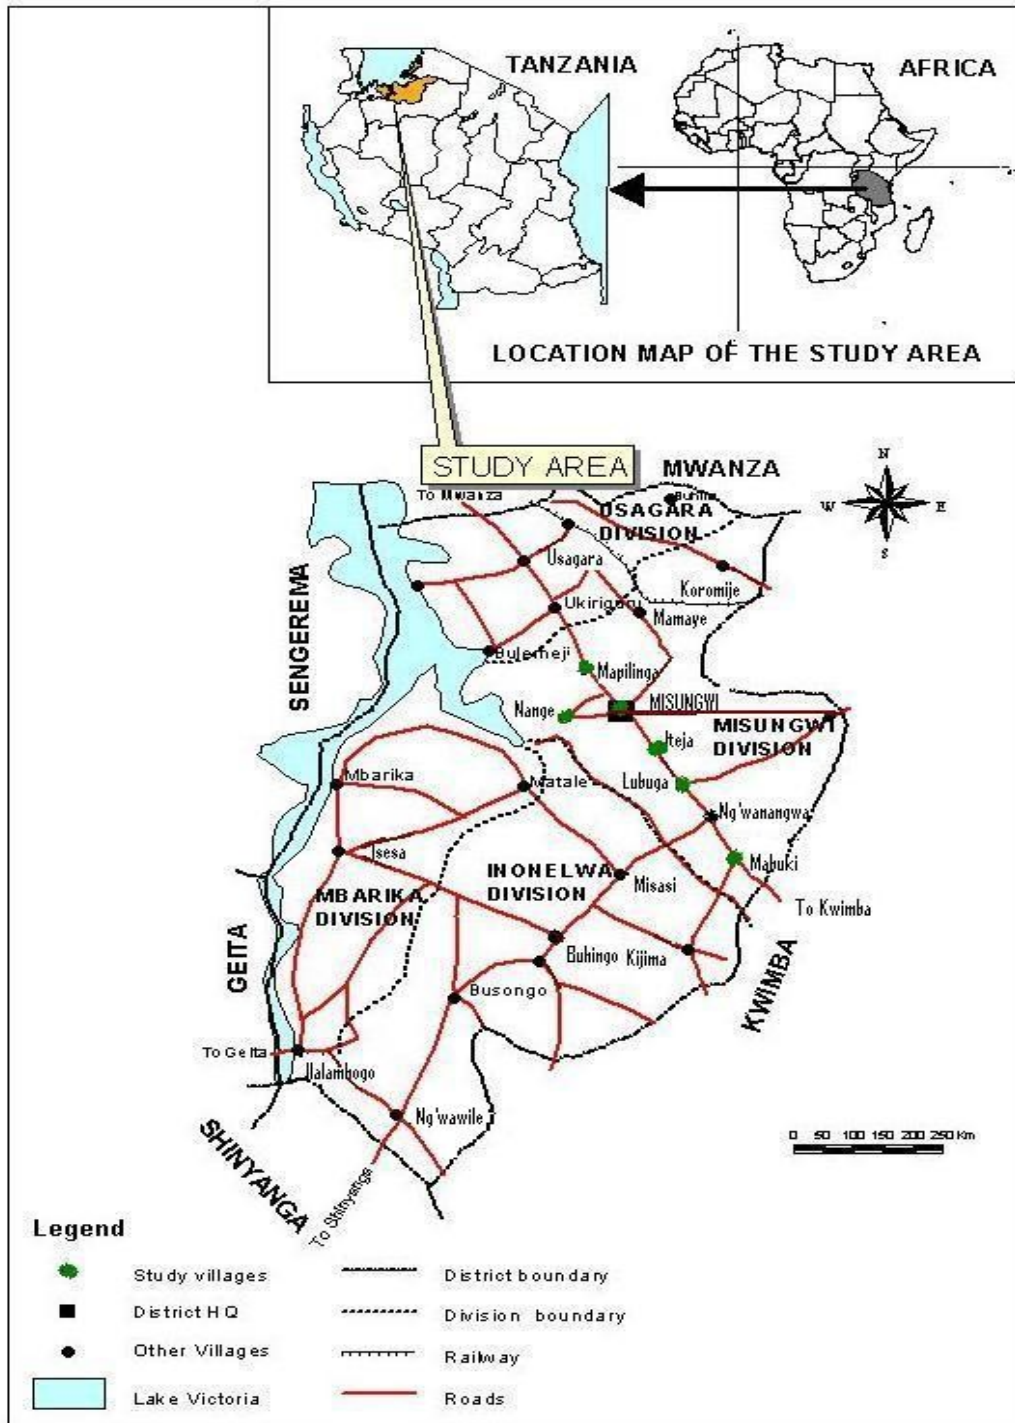 TANZANIA
AFRICA
LOCATION MAP OF THE STUDY AREA
STUDY AREA
MWANZA
To Mwanza
USAGARA
DIVISION
N
W
E
S
Usagara
Koromije
SENGEREMA
Mamaye
Mapilinga
Nange
MISUNGWI
MISUNGWI
DIVISION
Iteja
Mbarika
Matale
Lubuga
Ng'wanangwa
Isesa
INONELWA
DIVISION
Mabuki
MBARIKA
DIVISION
Misasi
To Kwimba
GEITA
Buhingo
Kijima
KWIMBA
Busongo
To Geita
Ng'wawile
SHINYANGA
To Shinyanga
0 50 100 150 200 250 Km
Legend
Study villages
District boundary
District HQ
Division boundary
Other Villages
Railway
Lake Victoria
Roads